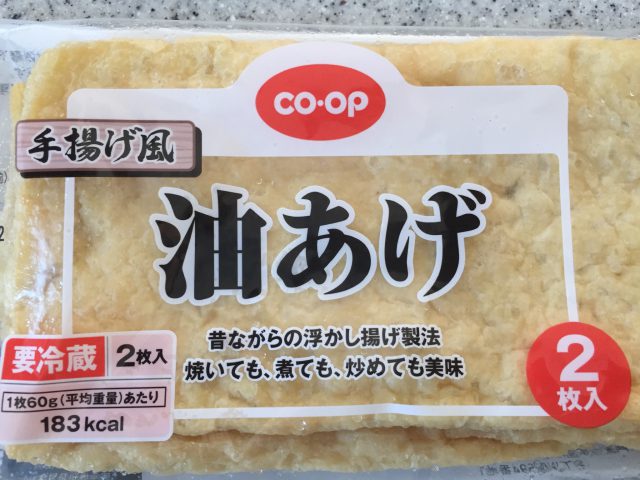 CO·OP
手揚げ風
油あげ
昔ながらの浮かし揚げ製法
焼いても、煮ても、炒めても美味
要冷蔵 2枚入
1枚60g(平均重量)あたり
183kcal
2
枚入